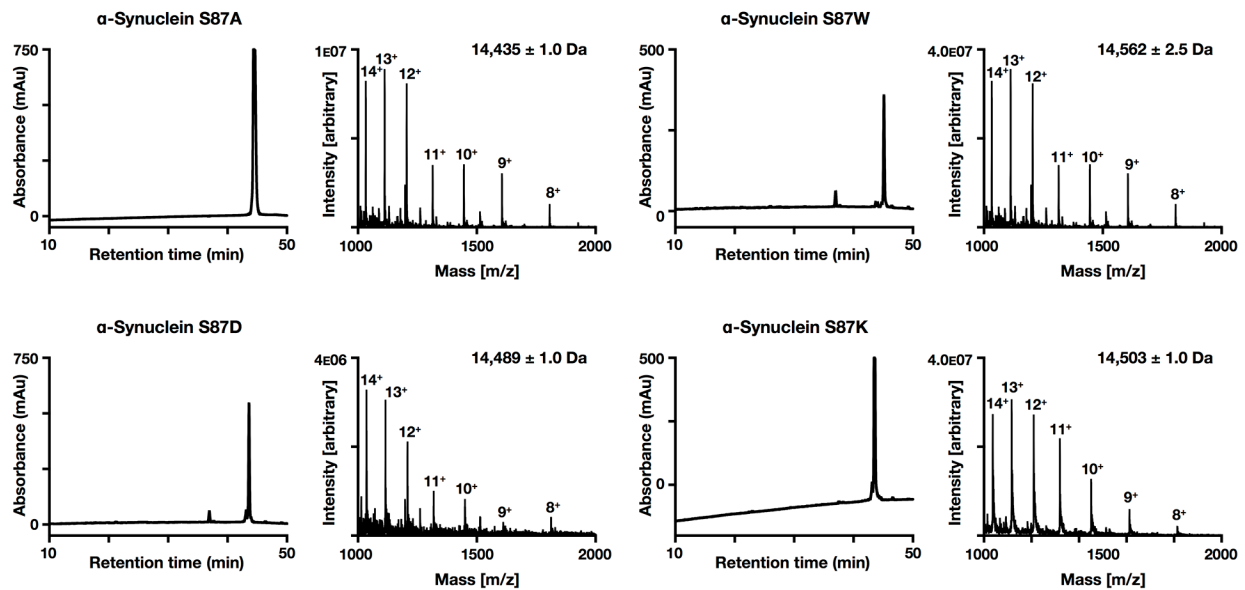 α-Synuclein S87A
Absorbance (mAu)
750
0
10
50
Retention time (min)
Intensity [arbitrary]
1E07
14,435 ± 1.0 Da
14+
13+
12+
11+
10+
9+
8+
1000
1500
2000
Mass [m/z]
α-Synuclein S87W
Absorbance (mAu)
500
0
10
50
Retention time (min)
Intensity [arbitrary]
4.0E07
14,562 ± 2.5 Da
14+
13+
12+
11+
10+
9+
8+
1000
1500
2000
Mass [m/z]
α-Synuclein S87D
Absorbance (mAu)
750
0
10
50
Retention time (min)
Intensity [arbitrary]
4E06
14,489 ± 1.0 Da
14+
13+
12+
11+
10+
9+
8+
1000
1500
2000
Mass [m/z]
α-Synuclein S87K
Absorbance (mAu)
500
0
10
50
Retention time (min)
Intensity [arbitrary]
4.0E07
14,503 ± 1.0 Da
14+
13+
12+
11+
10+
9+
8+
1000
1600
2000
Mass [m/z]